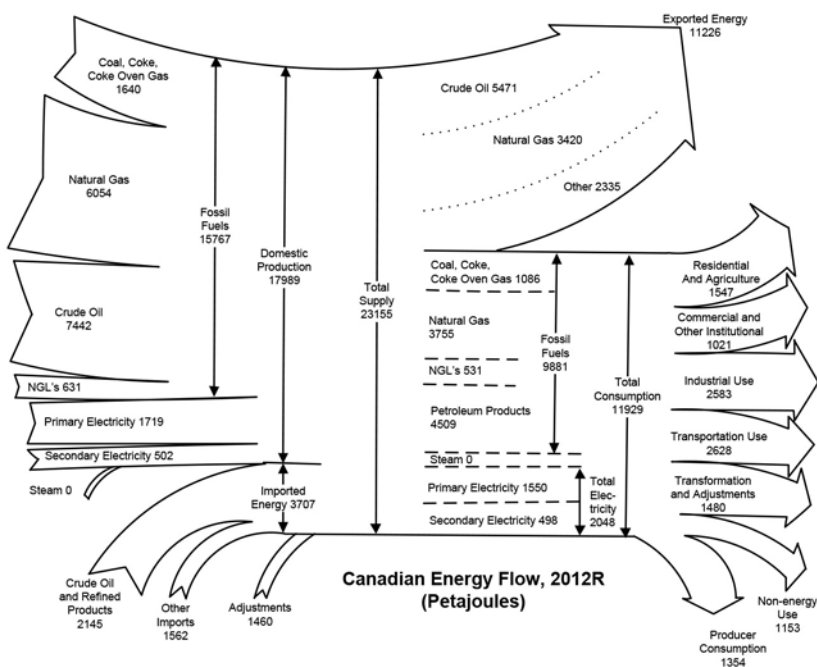 Exported Energy
11226
Coal, Coke,
Coke Oven Gas
1640
Crude Oil 5471
Natural Gas 3420
Other 2335
Natural Gas
6054
Fossil
Fuels
15767
Domestic
Production
17989
Total
Supply
23155
Coal, Coke,
Coke Oven Gas 1086
Natural Gas
3755
NGL's 531
Petroleum Products
4509
Steam 0
Primary Electricity 1550
Secondary Electricity 498
Fossil
Fuels
9881
Total
Consumption
11929
Total
Elec-
tricity
2048
Residential
And Agriculture
1547
Commercial and
Other Institutional
1021
Industrial Use
2583
Transportation Use
2628
Transformation
and Adjustments
1480
Non-energy
Use
1153
Producer
Consumption
1354
Crude Oil
7442
NGL's 631
Primary Electricity 1719
Secondary Electricity 502
Steam 0
Imported
Energy 3707
Crude Oil
and Refined
Products
2145
Other
Imports
1562
Adjustments
1460
Canadian Energy Flow, 2012R
(Petajoules)